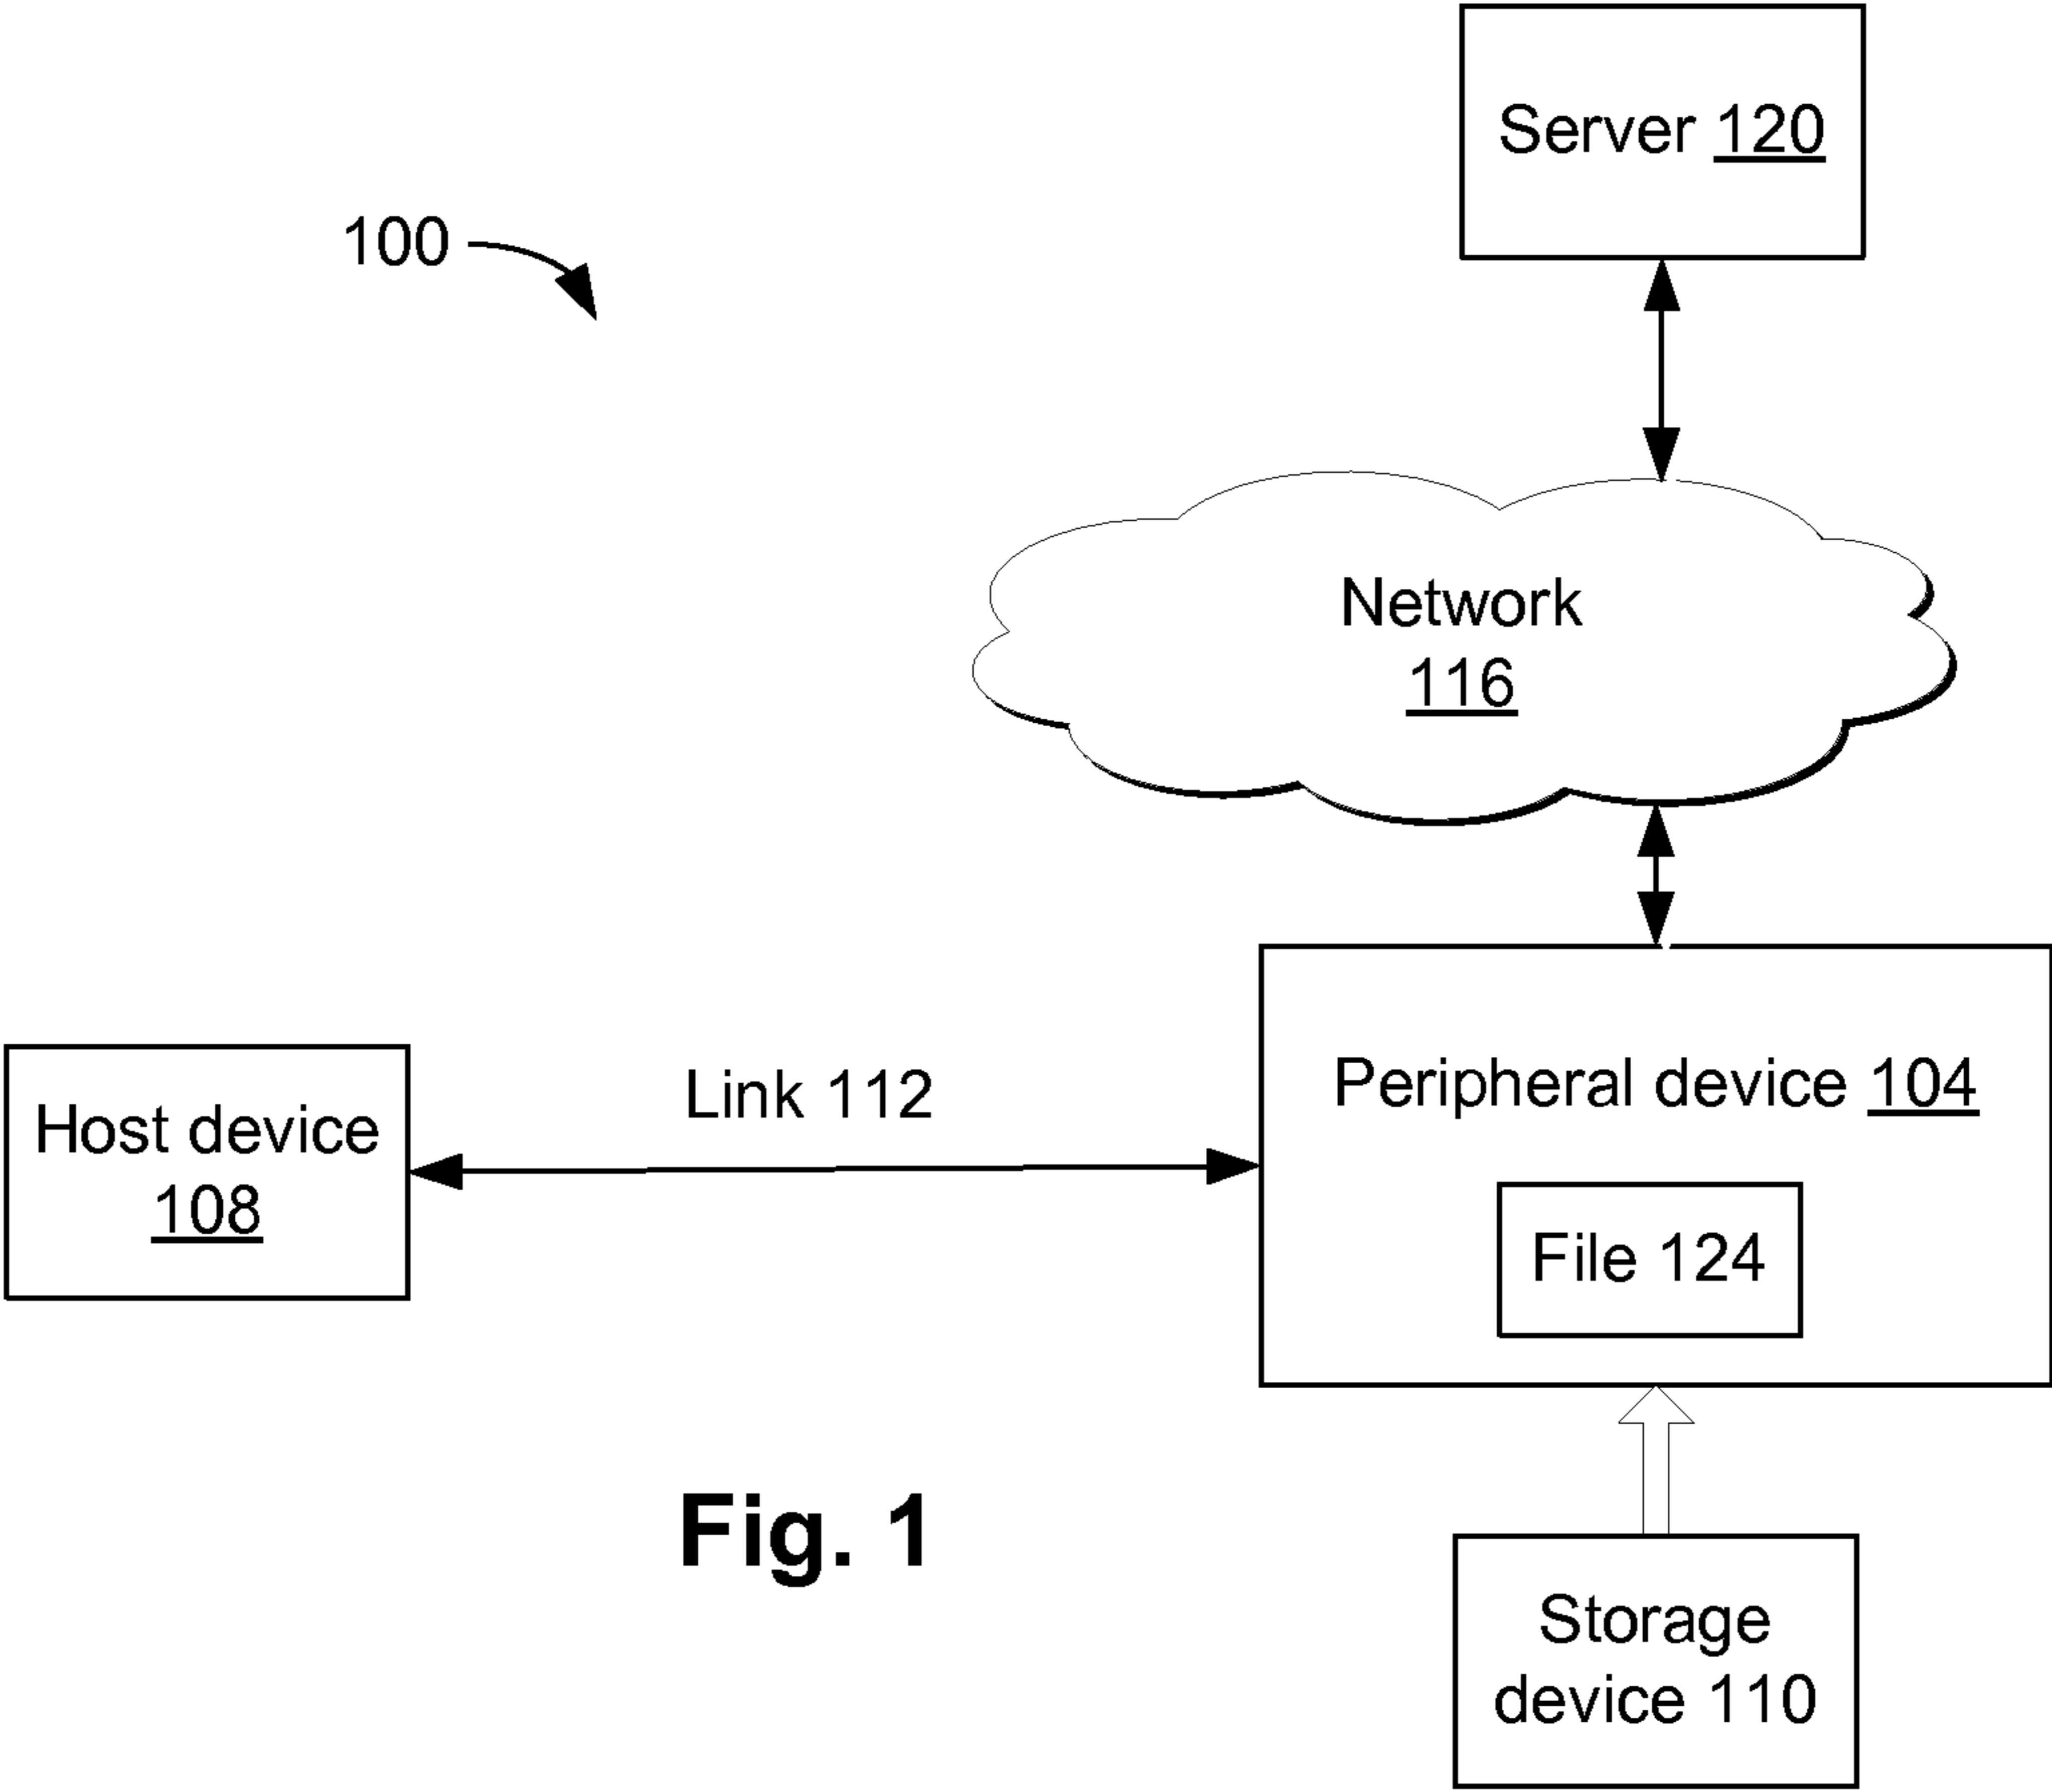 Server 120
100
Network
116
Link 112
Host device
108
Peripheral device 104
File 124
Fig. 1
Storage
device 110